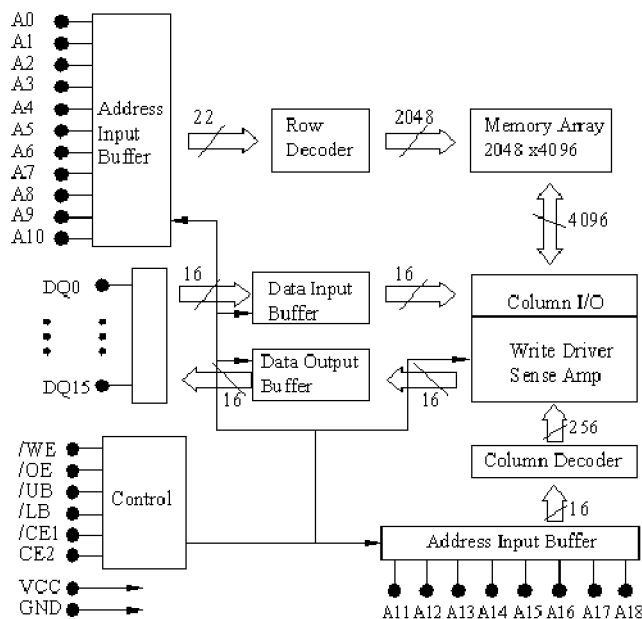 A0
A1
A2
A3
A4
A5
A6
A7
A8
A9
A10
Address
Input
Buffer
22
Row
Decoder
2048
Memory Array
2048 x4096
4096
DQ0
DQ15
16
Data Input
Buffer
16
Column I/O
Data Output
Buffer
16
16
Write Driver
Sense Amp
256
Column Decoder
16
/WE
/OE
/UB
/LB
/CE1
CE2
Control
VCC
GND
Address Input Buffer
A11 A12 A13 A14 A15 A16 A17 A18